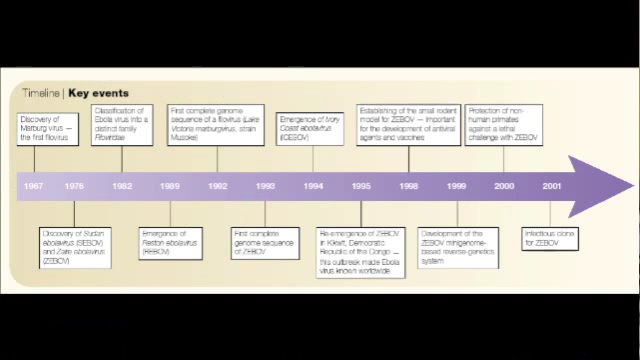 Timeline | Key events
Discovery of
Marburg virus —
the first filovirus
Classification of
Ebola virus into a
distinct family
Filoviridae
First complete genome
sequence of a filovirus (Lake
Victoria marburgvirus, strain
Musoke)
Emergence of Ivory
Coast ebolavirus
(ICEBOV)
Establishing of the small rodent
model for ZEBOV — important
for the development of antiviral
agents and vaccines
Protection of non-
human primates
against a lethal
challenge with ZEBOV
1967 1976 1982 1989 1992 1993 1994 1995 1998 1999 2000 2001
Discovery of Sudan
ebolavirus (SEBOV)
and Zaire ebolavirus
(ZEBOV)
Emergence of
Reston ebolavirus
(REBOV)
First complete
genome sequence
of ZEBOV
Re-emergence of ZEBOV
in Kikwit, Democratic
Republic of the Congo —
this outbreak made Ebola
virus known worldwide
Development of the
ZEBOV minigenome-
based reverse-genetics
system
Infectious clone
for ZEBOV